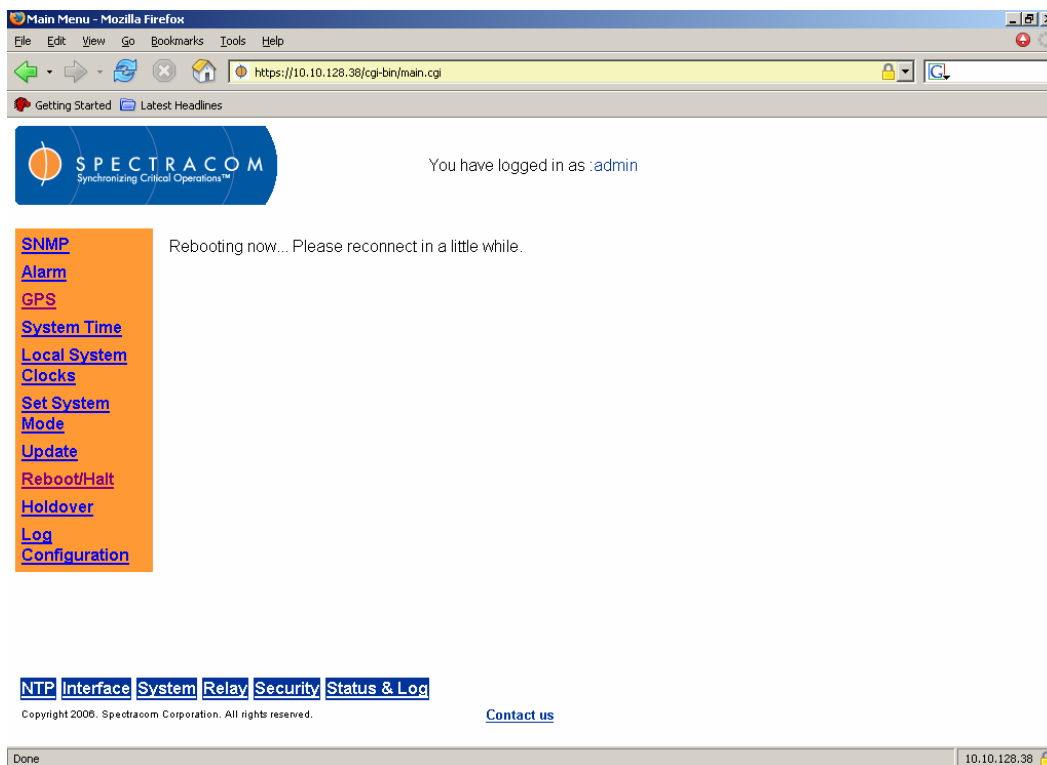 Main Menu - Mozilla Firefox
File Edit View Go Bookmarks Tools Help
https://10.10.128.38/cgi-bin/main.cgi
G
Getting Started Latest Headlines
SPECTRACOM
Synchronizing Critical Operations™
You have logged in as :admin
SNMP
Alarm
GPS
System Time
Local System
Clocks
Set System
Mode
Update
Reboot/Halt
Holdover
Log
Configuration
Rebooting now... Please reconnect in a little while.
NTP Interface System Relay Security Status & Log
Copyright 2006. Spectracom Corporation. All rights reserved.
Contact us
Done
10.10.128.38